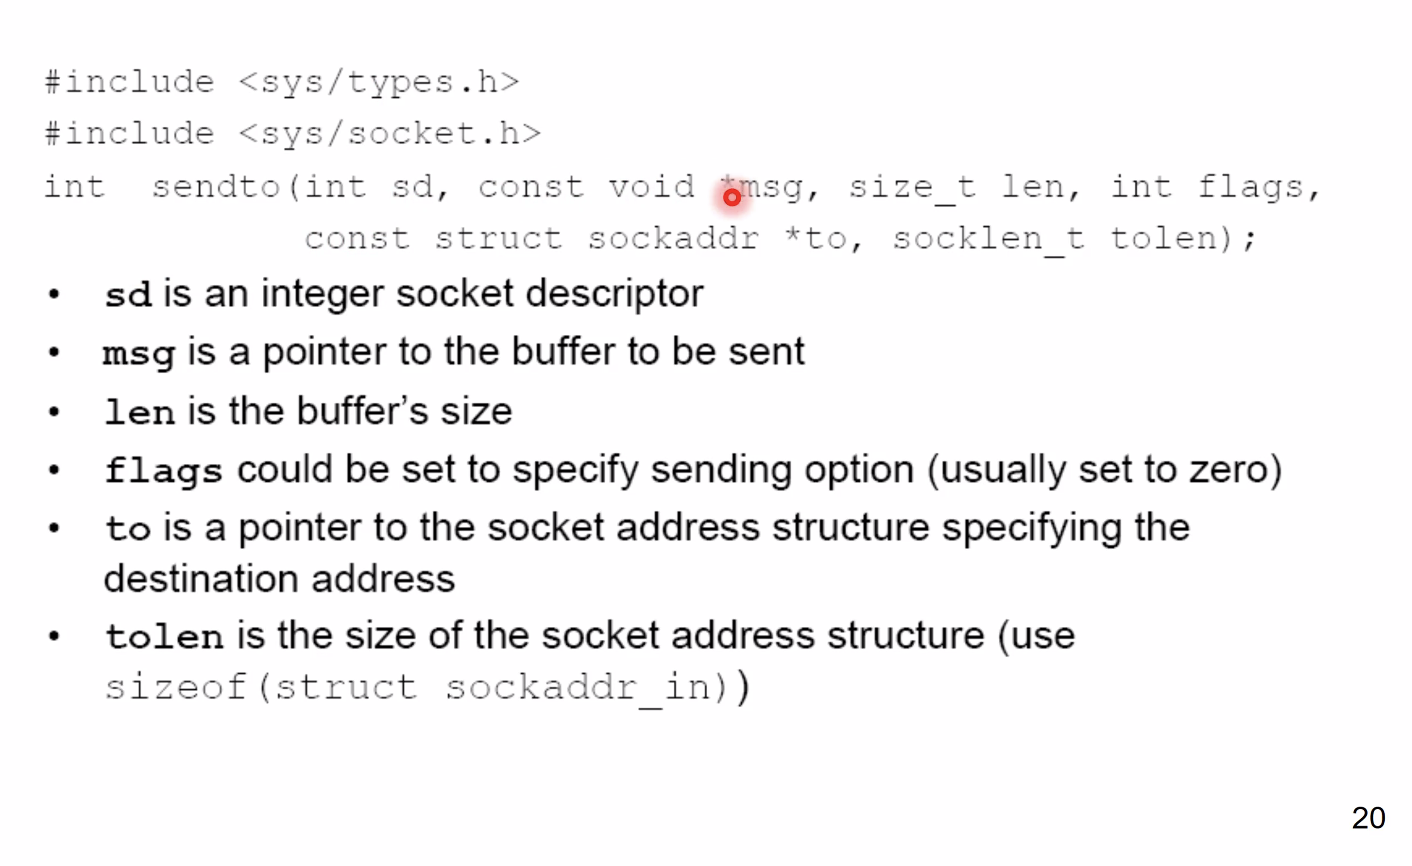 #include <sys/types.h>
#include <sys/socket.h>
int  sendto(int sd, const void *msg, size_t len, int flags,
            const struct sockaddr *to, socklen_t tolen);
• sd is an integer socket descriptor
• msg is a pointer to the buffer to be sent
• len is the buffer’s size
• flags could be set to specify sending option (usually set to zero)
• to is a pointer to the socket address structure specifying the
destination address
• tolen is the size of the socket address structure (use
sizeof(struct sockaddr_in))
20